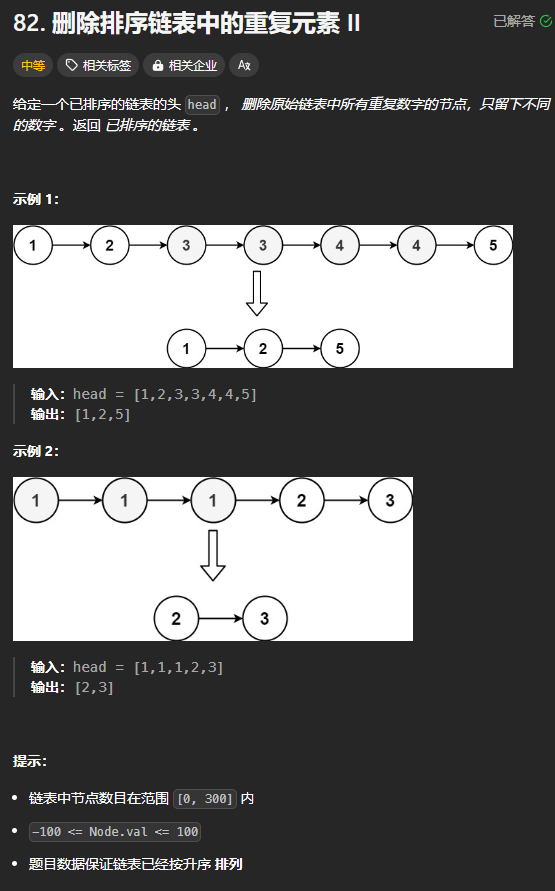 82. 删除排序链表中的重复元素 II
已解答
中等 相关标签 相关企业 Az
给定一个已排序的链表的头 head ， 删除原始链表中所有重复数字的节点，只留下不同
的数字 。返回 已排序的链表 。
示例 1：
1 2 3 3 4 4 5
1 2 5
输入：head = [1,2,3,3,4,4,5]
输出：[1,2,5]
示例 2：
1 1 1 2 3
2 3
输入：head = [1,1,1,2,3]
输出：[2,3]
提示：
链表中节点数目在范围 [0, 300] 内
-100 <= Node.val <= 100
题目数据保证链表已经按升序 排列